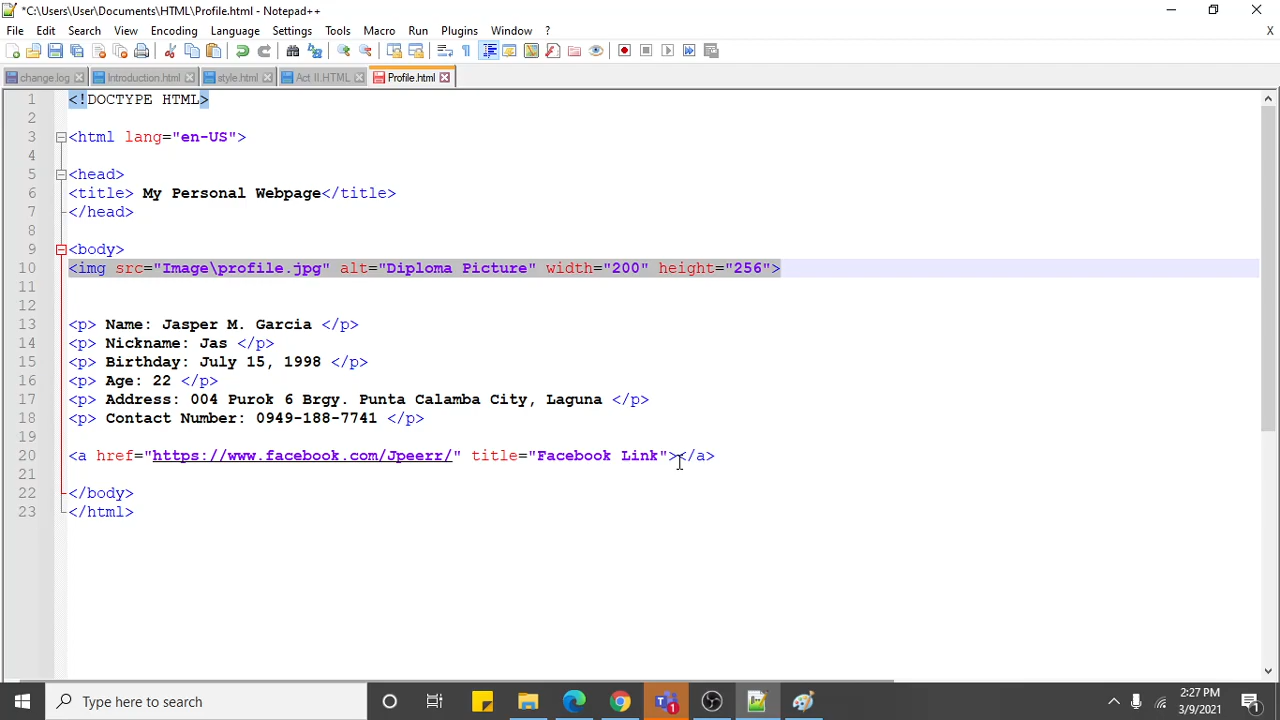 *C:\Users\User\Documents\HTML\Profile.html - Notepad++
File Edit Search View Encoding Language Settings Tools Macro Run Plugins Window ? X
change.log Introduction.html style.html Act II.HTML Profile.html
1 <!DOCTYPE HTML>
2
3 <html lang="en-US">
4
5 <head>
6 <title> My Personal Webpage</title>
7 </head>
8
9 <body>
10 <img src="Image\profile.jpg" alt="Diploma Picture" width="200" height="256">
11
12
13 <p> Name: Jasper M. Garcia </p>
14 <p> Nickname: Jas </p>
15 <p> Birthday: July 15, 1998 </p>
16 <p> Age: 22 </p>
17 <p> Address: 004 Purok 6 Brgy. Punta Calamba City, Laguna </p>
18 <p> Contact Number: 0949-188-7741 </p>
19
20 <a href="https://www.facebook.com/Jpeerr/" title="Facebook Link"></a>
21
22 </body>
23 </html>
Type here to search
1
2:27 PM
3/9/2021
1